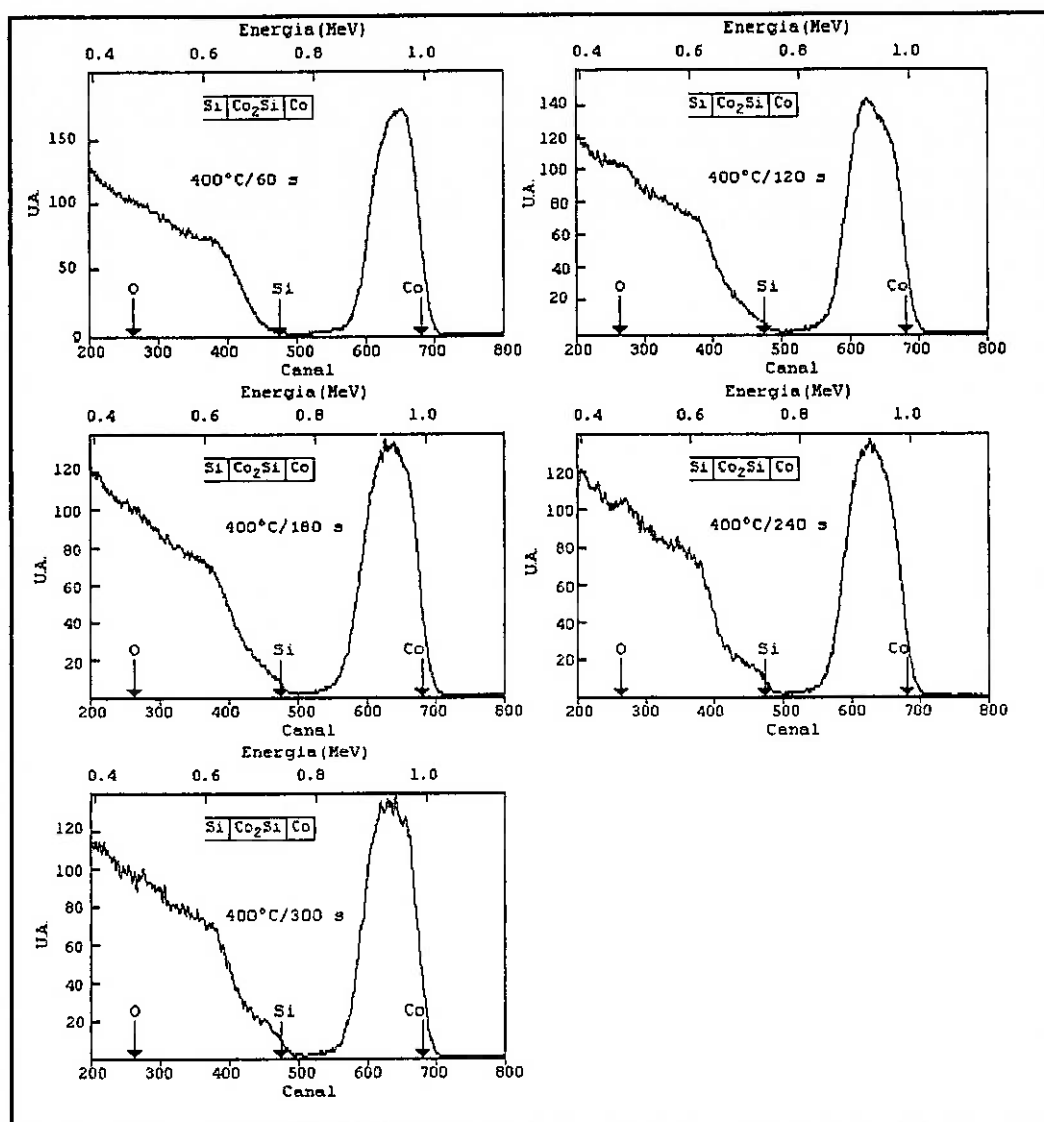 Energia(MeV)
0.4 0.6 0.8 1.0
Si Co₂Si Co
400°C/60 s
U.A.
150
100
50
0
O Si Co
200 300 400 500 600 700 800
Canal
Energia(MeV)
0.4 0.6 0.8 1.0
Si Co₂Si Co
400°C/120 s
U.A.
140
120
100
80
60
40
20
O Si Co
200 300 400 500 600 700 800
Canal
Energia(MeV)
0.4 0.6 0.8 1.0
Si Co₂Si Co
400°C/180 s
U.A.
120
100
80
60
40
20
O Si Co
200 300 400 500 600 700 800
Canal
Energia(MeV)
0.4 0.6 0.8 1.0
Si Co₂Si Co
400°C/240 s
U.A.
120
100
80
60
40
20
O Si Co
200 300 400 500 600 700 800
Canal
Energia(MeV)
0.4 0.6 0.8 1.0
Si Co₂Si Co
400°C/300 s
U.A.
120
100
80
60
40
20
O Si Co
200 300 400 500 600 700 800
Canal